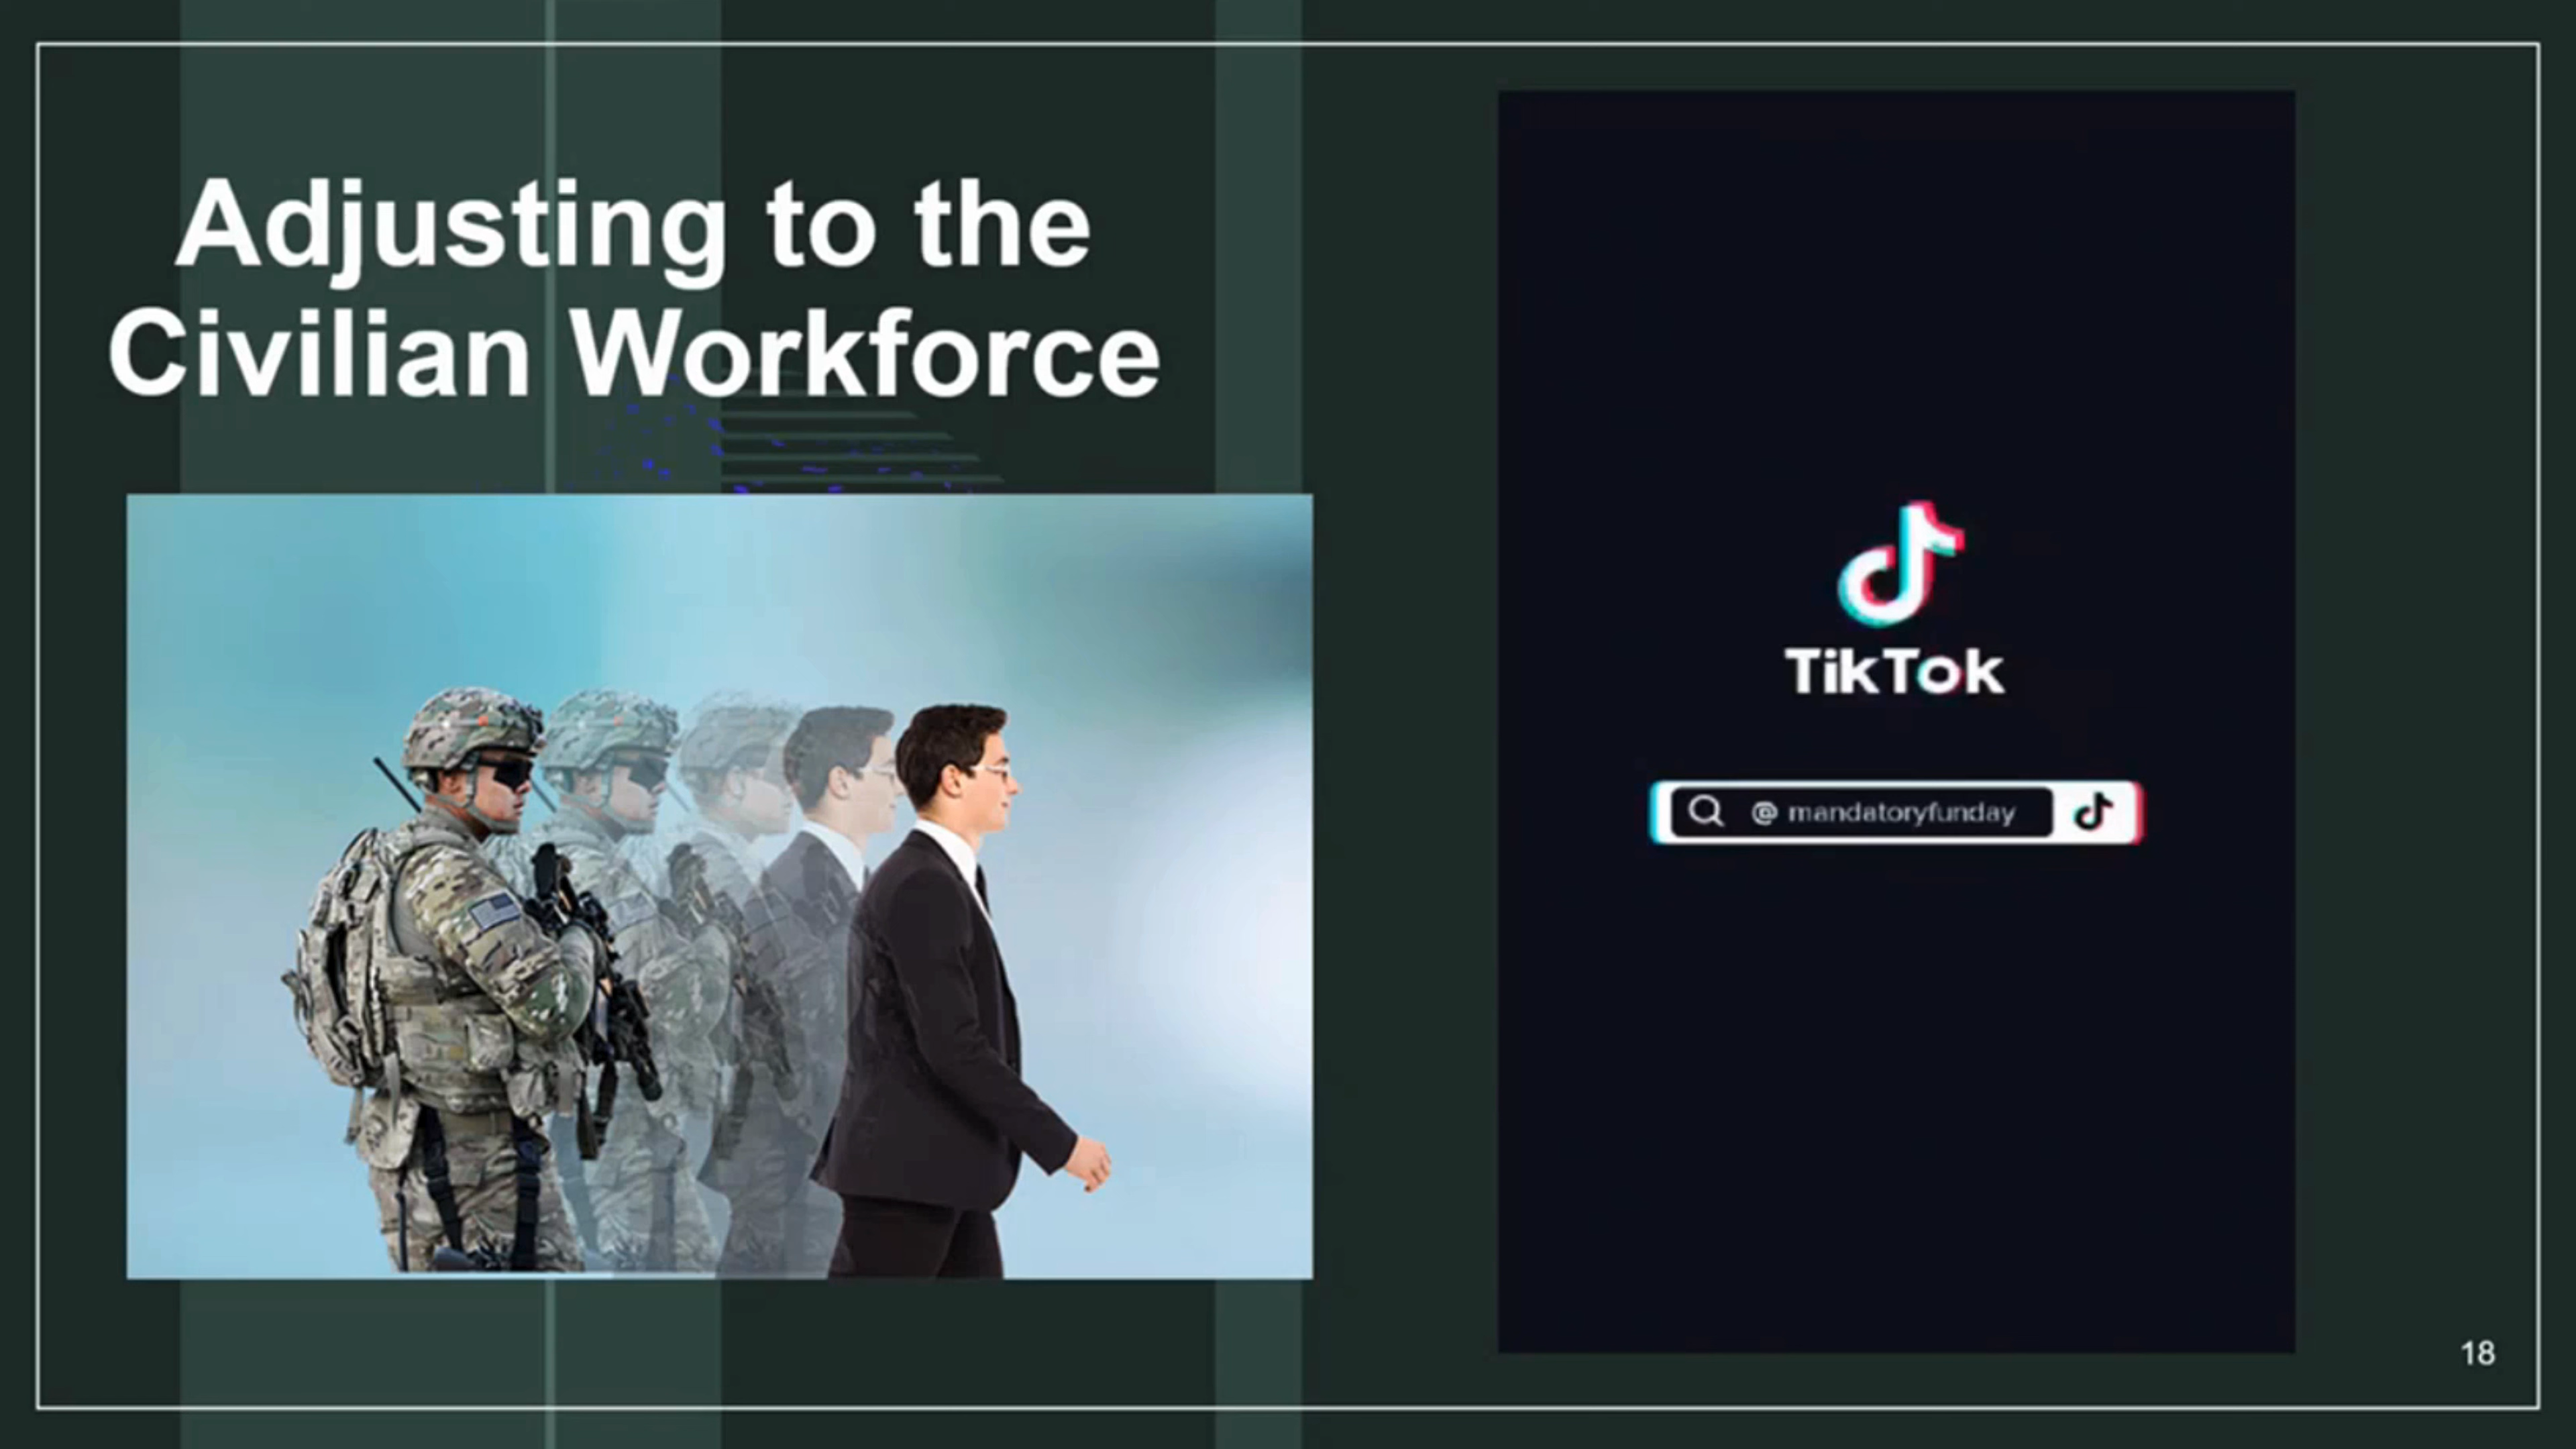 Adjusting to the
Civilian Workforce
TikTok
@ mandatoryfunday
18